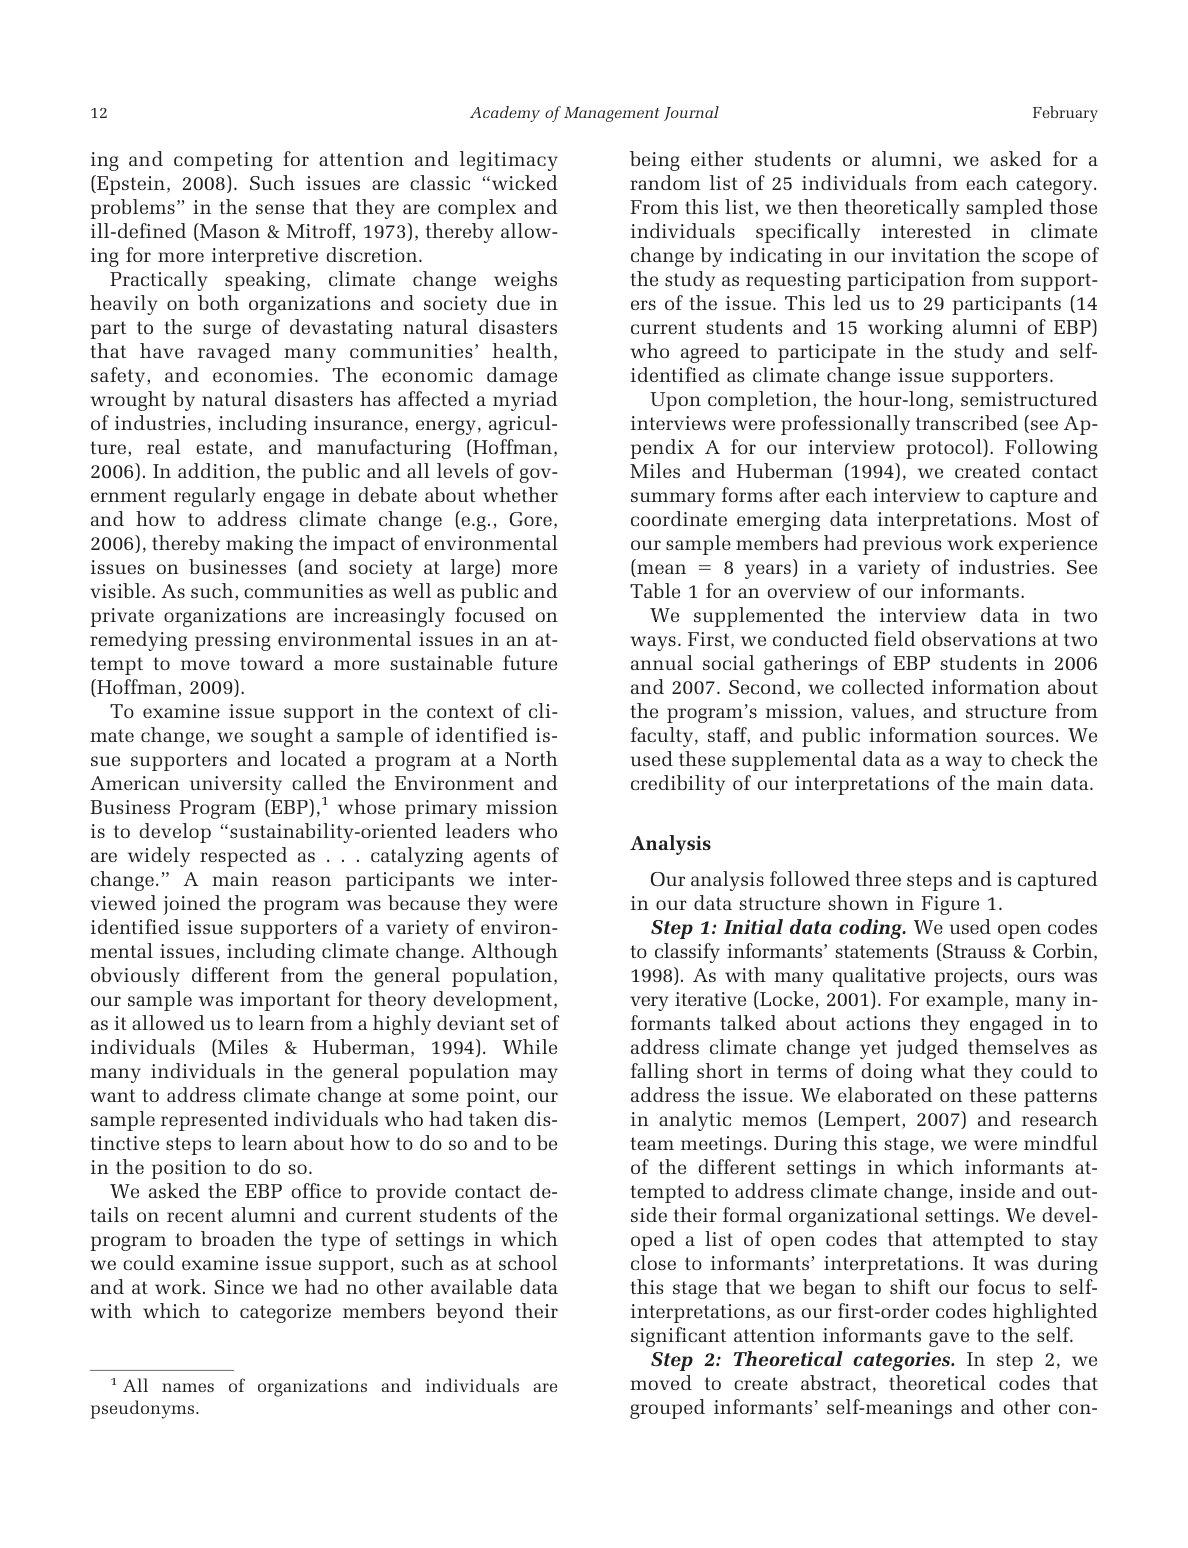 12
Academy of Management Journal
February
ing and competing for attention and legitimacy
(Epstein, 2008). Such issues are classic “wicked
problems” in the sense that they are complex and
ill-defined (Mason & Mitroff, 1973), thereby allow-
ing for more interpretive discretion.
Practically speaking, climate change weighs
heavily on both organizations and society due in
part to the surge of devastating natural disasters
that have ravaged many communities’ health,
safety, and economies. The economic damage
wrought by natural disasters has affected a myriad
of industries, including insurance, energy, agricul-
ture, real estate, and manufacturing (Hoffman,
2006). In addition, the public and all levels of gov-
ernment regularly engage in debate about whether
and how to address climate change (e.g., Gore,
2006), thereby making the impact of environmental
issues on businesses (and society at large) more
visible. As such, communities as well as public and
private organizations are increasingly focused on
remedying pressing environmental issues in an at-
tempt to move toward a more sustainable future
(Hoffman, 2009).
To examine issue support in the context of cli-
mate change, we sought a sample of identified is-
sue supporters and located a program at a North
American university called the Environment and
Business Program (EBP),¹ whose primary mission
is to develop “sustainability-oriented leaders who
are widely respected as . . . catalyzing agents of
change.” A main reason participants we inter-
viewed joined the program was because they were
identified issue supporters of a variety of environ-
mental issues, including climate change. Although
obviously different from the general population,
our sample was important for theory development,
as it allowed us to learn from a highly deviant set of
individuals (Miles & Huberman, 1994). While
many individuals in the general population may
want to address climate change at some point, our
sample represented individuals who had taken dis-
tinctive steps to learn about how to do so and to be
in the position to do so.
We asked the EBP office to provide contact de-
tails on recent alumni and current students of the
program to broaden the type of settings in which
we could examine issue support, such as at school
and at work. Since we had no other available data
with which to categorize members beyond their
¹ All names of organizations and individuals are
pseudonyms.
being either students or alumni, we asked for a
random list of 25 individuals from each category.
From this list, we then theoretically sampled those
individuals specifically interested in climate
change by indicating in our invitation the scope of
the study as requesting participation from support-
ers of the issue. This led us to 29 participants (14
current students and 15 working alumni of EBP)
who agreed to participate in the study and self-
identified as climate change issue supporters.
Upon completion, the hour-long, semistructured
interviews were professionally transcribed (see Ap-
pendix A for our interview protocol). Following
Miles and Huberman (1994), we created contact
summary forms after each interview to capture and
coordinate emerging data interpretations. Most of
our sample members had previous work experience
(mean = 8 years) in a variety of industries. See
Table 1 for an overview of our informants.
We supplemented the interview data in two
ways. First, we conducted field observations at two
annual social gatherings of EBP students in 2006
and 2007. Second, we collected information about
the program’s mission, values, and structure from
faculty, staff, and public information sources. We
used these supplemental data as a way to check the
credibility of our interpretations of the main data.
Analysis
Our analysis followed three steps and is captured
in our data structure shown in Figure 1.
Step 1: Initial data coding. We used open codes
to classify informants’ statements (Strauss & Corbin,
1998). As with many qualitative projects, ours was
very iterative (Locke, 2001). For example, many in-
formants talked about actions they engaged in to
address climate change yet judged themselves as
falling short in terms of doing what they could to
address the issue. We elaborated on these patterns
in analytic memos (Lempert, 2007) and research
team meetings. During this stage, we were mindful
of the different settings in which informants at-
tempted to address climate change, inside and out-
side their formal organizational settings. We devel-
oped a list of open codes that attempted to stay
close to informants’ interpretations. It was during
this stage that we began to shift our focus to self-
interpretations, as our first-order codes highlighted
significant attention informants gave to the self.
Step 2: Theoretical categories. In step 2, we
moved to create abstract, theoretical codes that
grouped informants’ self-meanings and other con-